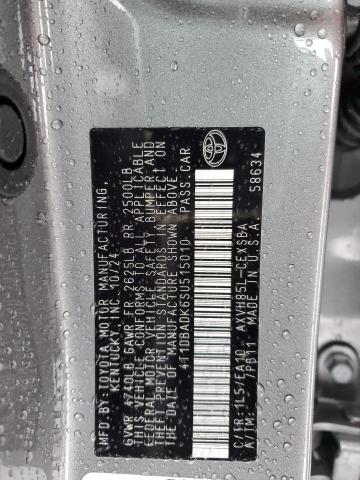 MFD. BY: TOYOTA MOTOR MANUFACTURING,
KENTUCKY, INC. 10/24
GVWR 4740LB GAWR FR 2625LB RR 2500LB
THIS VEHICLE CONFORMS TO ALL APPLICABLE
FEDERAL MOTOR VEHICLE SAFETY, BUMPER, AND
THEFT PREVENTION STANDARDS IN EFFECT ON
THE DATE OF MANUFACTURE SHOWN ABOVE.
4T1DBADK6SU515010 PASS. CAR
C/TR: 1L5/EA10 AXVH85L-CEXSBA
A/TM: /PB11 MADE IN U.S.A.
58634